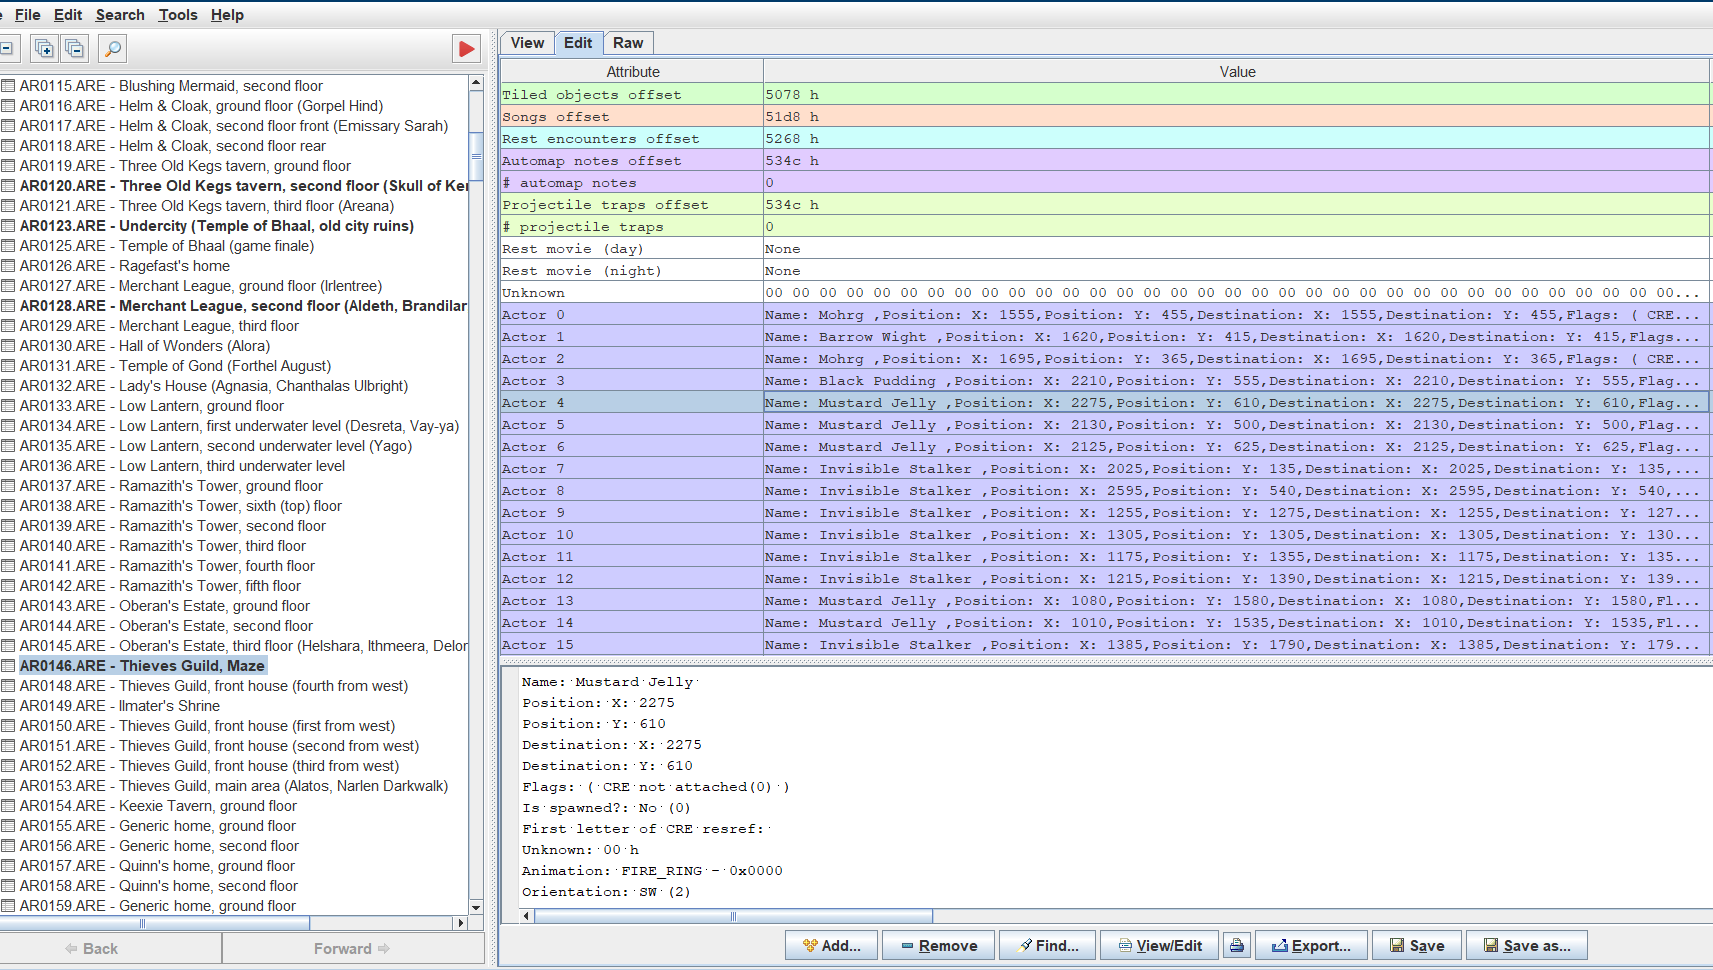 File Edit Search Tools Help
AR0115.ARE - Blushing Mermaid, second floor
AR0116.ARE - Helm & Cloak, ground floor (Gorpel Hind)
AR0117.ARE - Helm & Cloak, second floor front (Emissary Sarah)
AR0118.ARE - Helm & Cloak, second floor rear
AR0119.ARE - Three Old Kegs tavern, ground floor
AR0120.ARE - Three Old Kegs tavern, second floor (Skull of Ker
AR0121.ARE - Three Old Kegs tavern, third floor (Areana)
AR0123.ARE - Undercity (Temple of Bhaal, old city ruins)
AR0125.ARE - Temple of Bhaal (game finale)
AR0126.ARE - Ragefast's home
AR0127.ARE - Merchant League, ground floor (Irlentree)
AR0128.ARE - Merchant League, second floor (Aldeth, Brandilar
AR0129.ARE - Merchant League, third floor
AR0130.ARE - Hall of Wonders (Alora)
AR0131.ARE - Temple of Gond (Forthel August)
AR0132.ARE - Lady's House (Agnasia, Chanthalas Ulbright)
AR0133.ARE - Low Lantern, ground floor
AR0134.ARE - Low Lantern, first underwater level (Desreta, Vay-ya)
AR0135.ARE - Low Lantern, second underwater level (Yago)
AR0136.ARE - Low Lantern, third underwater level
AR0137.ARE - Ramazith's Tower, ground floor
AR0138.ARE - Ramazith's Tower, sixth (top) floor
AR0139.ARE - Ramazith's Tower, second floor
AR0140.ARE - Ramazith's Tower, third floor
AR0141.ARE - Ramazith's Tower, fourth floor
AR0142.ARE - Ramazith's Tower, fifth floor
AR0143.ARE - Oberan's Estate, ground floor
AR0144.ARE - Oberan's Estate, second floor
AR0145.ARE - Oberan's Estate, third floor (Helshara, Ithmeera, Delor
AR0146.ARE - Thieves Guild, Maze
AR0148.ARE - Thieves Guild, front house (fourth from west)
AR0149.ARE - Ilmater's Shrine
AR0150.ARE - Thieves Guild, front house (first from west)
AR0151.ARE - Thieves Guild, front house (second from west)
AR0152.ARE - Thieves Guild, front house (third from west)
AR0153.ARE - Thieves Guild, main area (Alatos, Narlen Darkwalk)
AR0154.ARE - Keexie Tavern, ground floor
AR0155.ARE - Generic home, ground floor
AR0156.ARE - Generic home, second floor
AR0157.ARE - Quinn's home, ground floor
AR0158.ARE - Quinn's home, second floor
AR0159.ARE - Generic home, ground floor
Back Forward
View Edit Raw
Attribute Value
Tiled objects offset 5078 h
Songs offset 51d8 h
Rest encounters offset 5268 h
Automap notes offset 534c h
# automap notes 0
Projectile traps offset 534c h
# projectile traps 0
Rest movie (day) None
Rest movie (night) None
Unknown 00 00 00 00 00 00 00 00 00 00 00 00 00 00 00 00 00 00 00 00 00 00 00 00 00 00 00 00 00 00 00 00 00 00...
Actor 0 Name: Mohrg ,Position: X: 1555,Position: Y: 455,Destination: X: 1555,Destination: Y: 455,Flags: ( CRE...
Actor 1 Name: Barrow Wight ,Position: X: 1620,Position: Y: 415,Destination: X: 1620,Destination: Y: 415,Flags...
Actor 2 Name: Mohrg ,Position: X: 1695,Position: Y: 365,Destination: X: 1695,Destination: Y: 365,Flags: ( CRE...
Actor 3 Name: Black Pudding ,Position: X: 2210,Position: Y: 555,Destination: X: 2210,Destination: Y: 555,Flag...
Actor 4 Name: Mustard Jelly ,Position: X: 2275,Position: Y: 610,Destination: X: 2275,Destination: Y: 610,Flag...
Actor 5 Name: Mustard Jelly ,Position: X: 2130,Position: Y: 500,Destination: X: 2130,Destination: Y: 500,Flag...
Actor 6 Name: Mustard Jelly ,Position: X: 2125,Position: Y: 625,Destination: X: 2125,Destination: Y: 625,Flag...
Actor 7 Name: Invisible Stalker ,Position: X: 2025,Position: Y: 135,Destination: X: 2025,Destination: Y: 135,...
Actor 8 Name: Invisible Stalker ,Position: X: 2595,Position: Y: 540,Destination: X: 2595,Destination: Y: 540,...
Actor 9 Name: Invisible Stalker ,Position: X: 1255,Position: Y: 1275,Destination: X: 1255,Destination: Y: 127...
Actor 10 Name: Invisible Stalker ,Position: X: 1305,Position: Y: 1305,Destination: X: 1305,Destination: Y: 130...
Actor 11 Name: Invisible Stalker ,Position: X: 1175,Position: Y: 1355,Destination: X: 1175,Destination: Y: 135...
Actor 12 Name: Invisible Stalker ,Position: X: 1215,Position: Y: 1390,Destination: X: 1215,Destination: Y: 139...
Actor 13 Name: Mustard Jelly ,Position: X: 1080,Position: Y: 1580,Destination: X: 1080,Destination: Y: 1580,Fl...
Actor 14 Name: Mustard Jelly ,Position: X: 1010,Position: Y: 1535,Destination: X: 1010,Destination: Y: 1535,Fl...
Actor 15 Name: Invisible Stalker ,Position: X: 1385,Position: Y: 1790,Destination: X: 1385,Destination: Y: 179...
Name: Mustard Jelly
Position: X: 2275
Position: Y: 610
Destination: X: 2275
Destination: Y: 610
Flags: ( CRE not attached(0) )
Is spawned?: No (0)
First letter of CRE resref:
Unknown: 00 h
Animation: FIRE_RING - 0x0000
Orientation: SW (2)
Add... Remove Find... View/Edit Export... Save Save as...